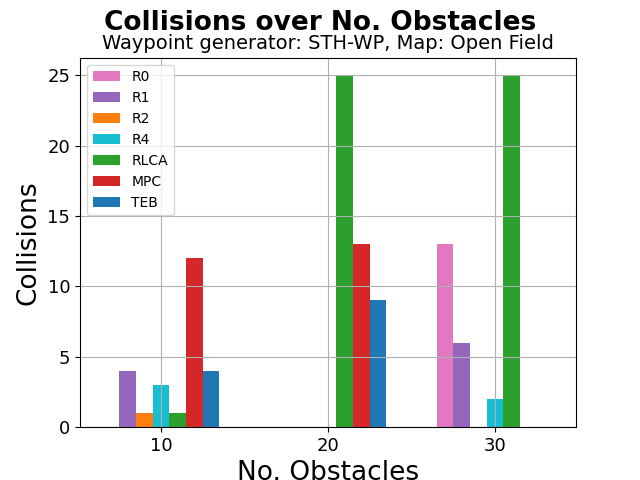 Collisions over No. Obstacles
Waypoint generator: STH-WP, Map: Open Field
25
20
15
10
5
0
Collisions
R0
R1
R2
R4
RLCA
MPC
TEB
10
20
30
No. Obstacles